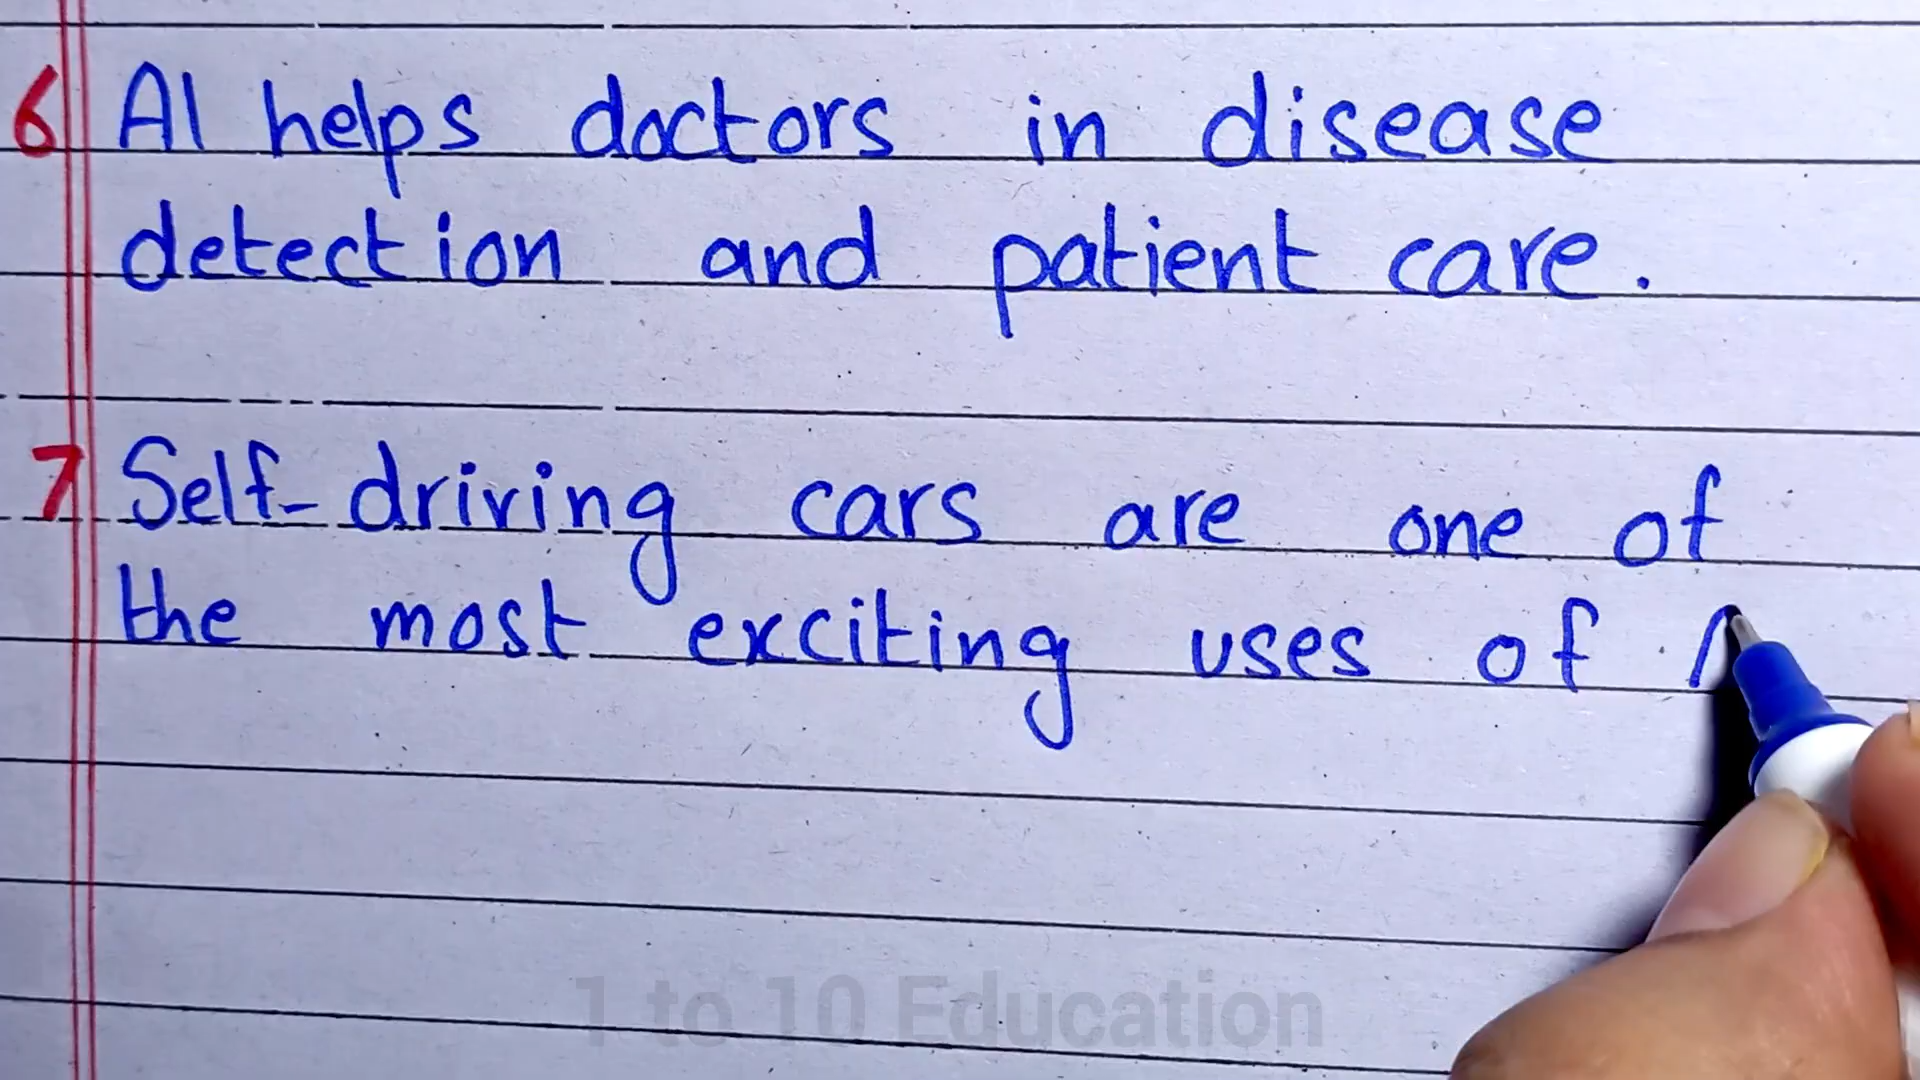 6 AI helps doctors in disease
detection and patient care.
7 Self-driving cars are one of
the most exciting uses of
1 to 10 Education